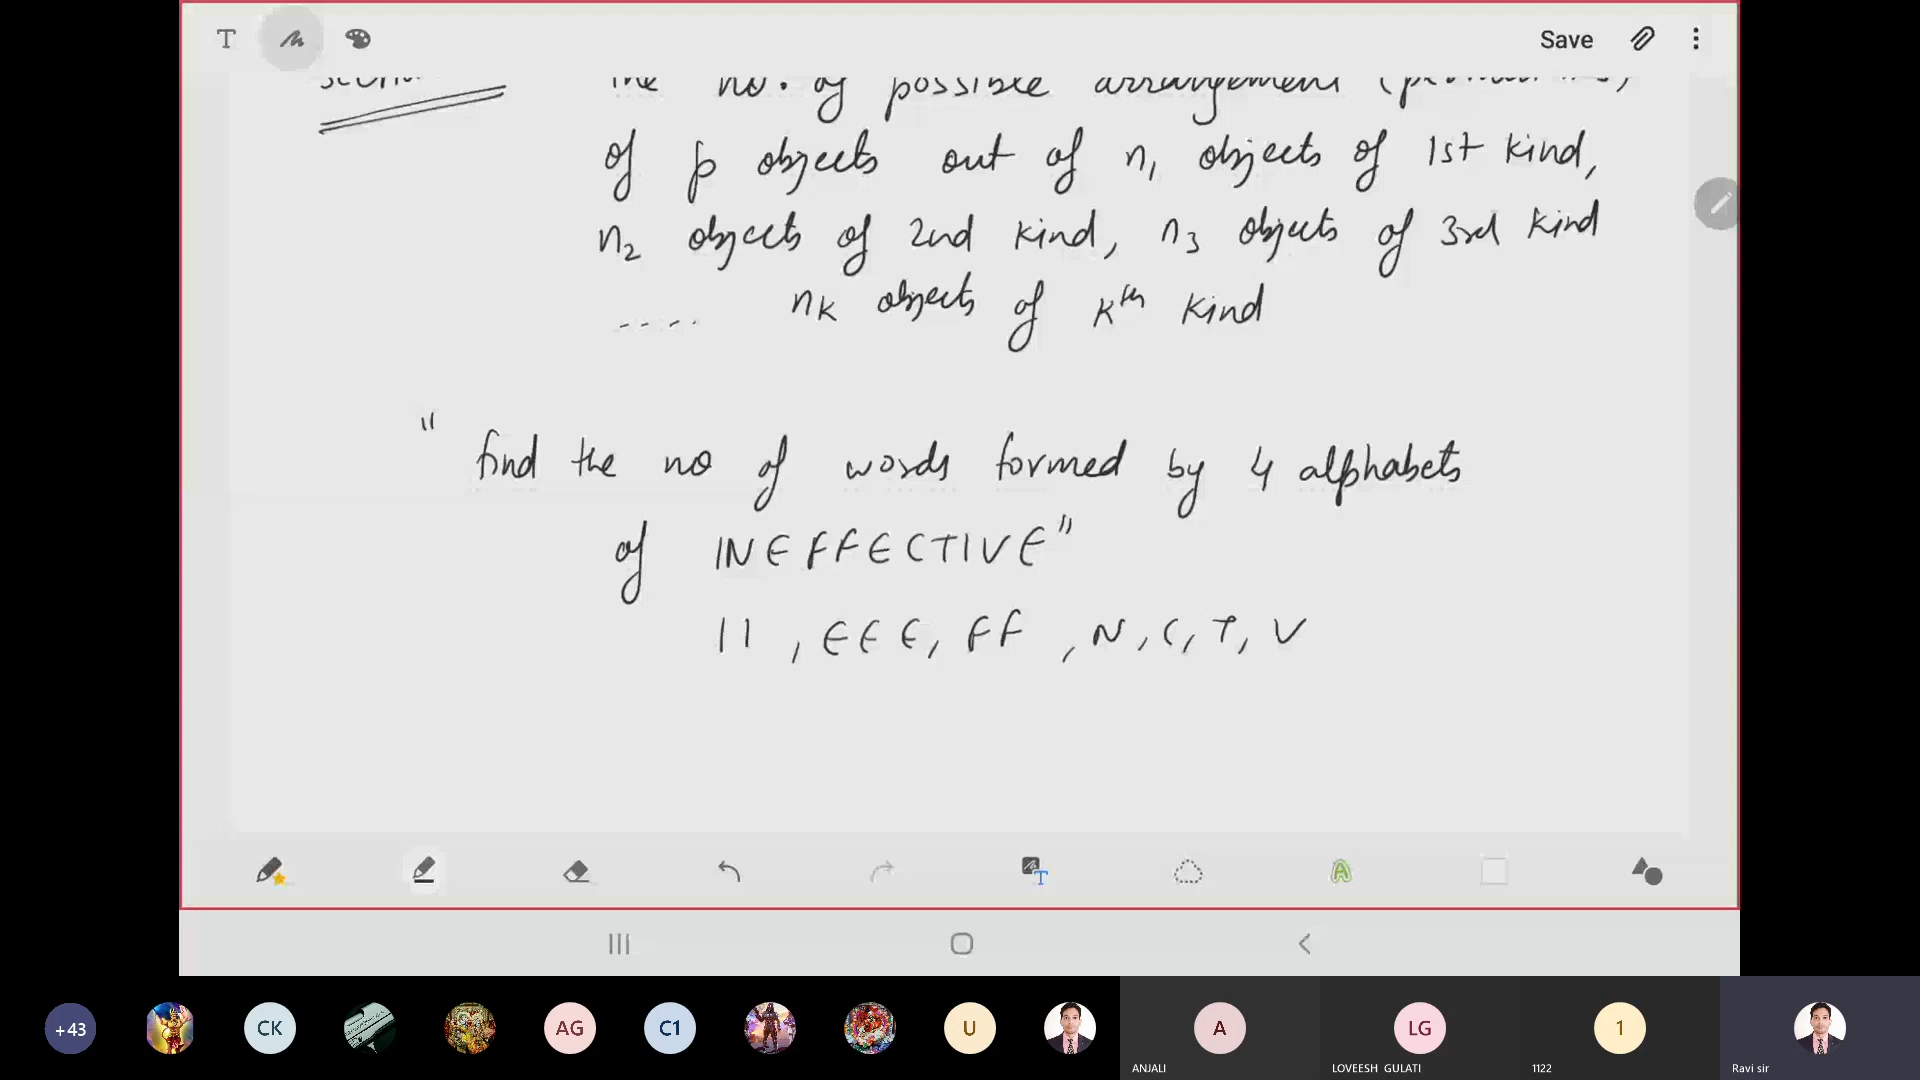 T
Save
the no. of possible arrangement
of p objects out of n1 objects of 1st kind,
n2 objects of 2nd kind, n3 objects of 3rd kind
..... nk objects of kth kind
" find the no of words formed by 4 alphabets
of INEFFECTIVE"
II, EEE, FF, N, C, T, V
T
A
+43
CK
AG
C1
U
A
LG
1
ANJALI
LOVEESH GULATI
1122
Ravi sir